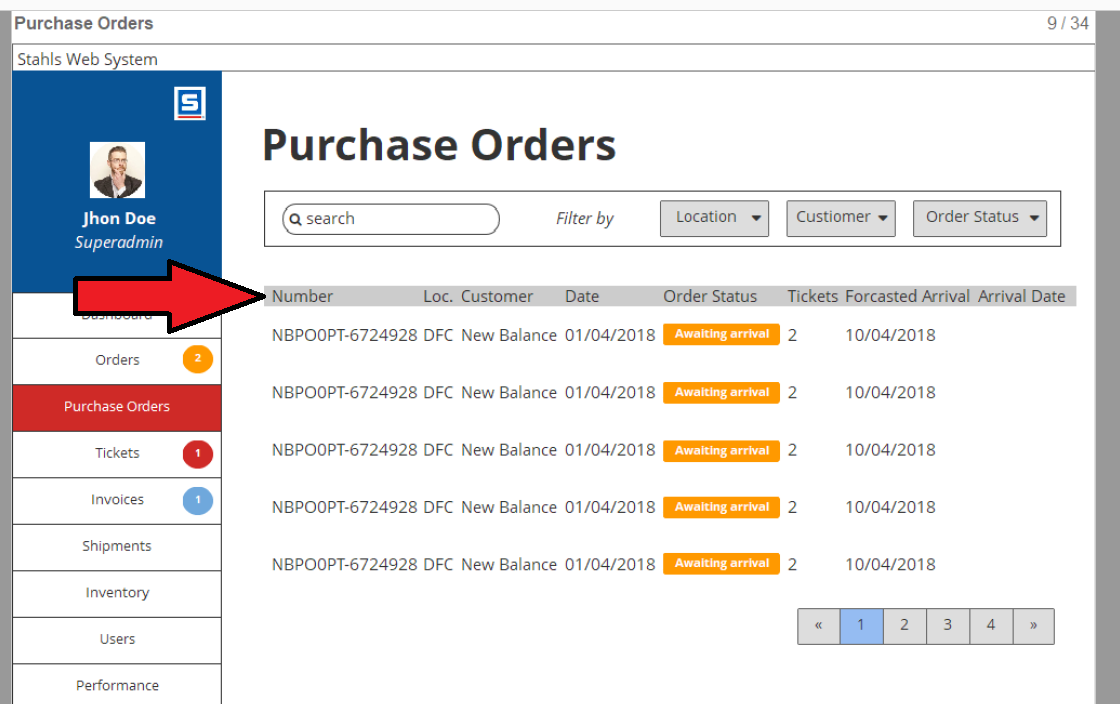 Purchase Orders 9 / 34
Stahls Web System
S
Jhon Doe
Superadmin
Dashboard
Orders 2
Purchase Orders
Tickets 1
Invoices 1
Shipments
Inventory
Users
Performance
Purchase Orders
search Filter by Location Custiomer Order Status
Number Loc. Customer Date Order Status Tickets Forcasted Arrival Arrival Date
NBPO0PT-6724928 DFC New Balance 01/04/2018 Awaiting arrival 2 10/04/2018
NBPO0PT-6724928 DFC New Balance 01/04/2018 Awaiting arrival 2 10/04/2018
NBPO0PT-6724928 DFC New Balance 01/04/2018 Awaiting arrival 2 10/04/2018
NBPO0PT-6724928 DFC New Balance 01/04/2018 Awaiting arrival 2 10/04/2018
NBPO0PT-6724928 DFC New Balance 01/04/2018 Awaiting arrival 2 10/04/2018
« 1 2 3 4 »